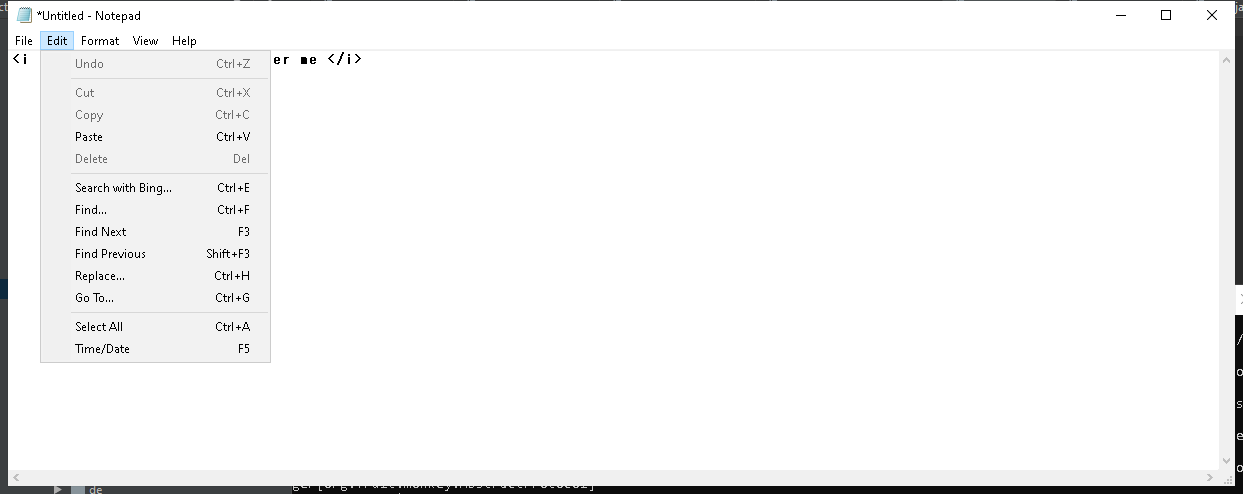 *Untitled - Notepad
File Edit Format View Help
<i er me </i>
Undo Ctrl+Z
Cut Ctrl+X
Copy Ctrl+C
Paste Ctrl+V
Delete Del
Search with Bing... Ctrl+E
Find... Ctrl+F
Find Next F3
Find Previous Shift+F3
Replace... Ctrl+H
Go To... Ctrl+G
Select All Ctrl+A
Time/Date F5
de